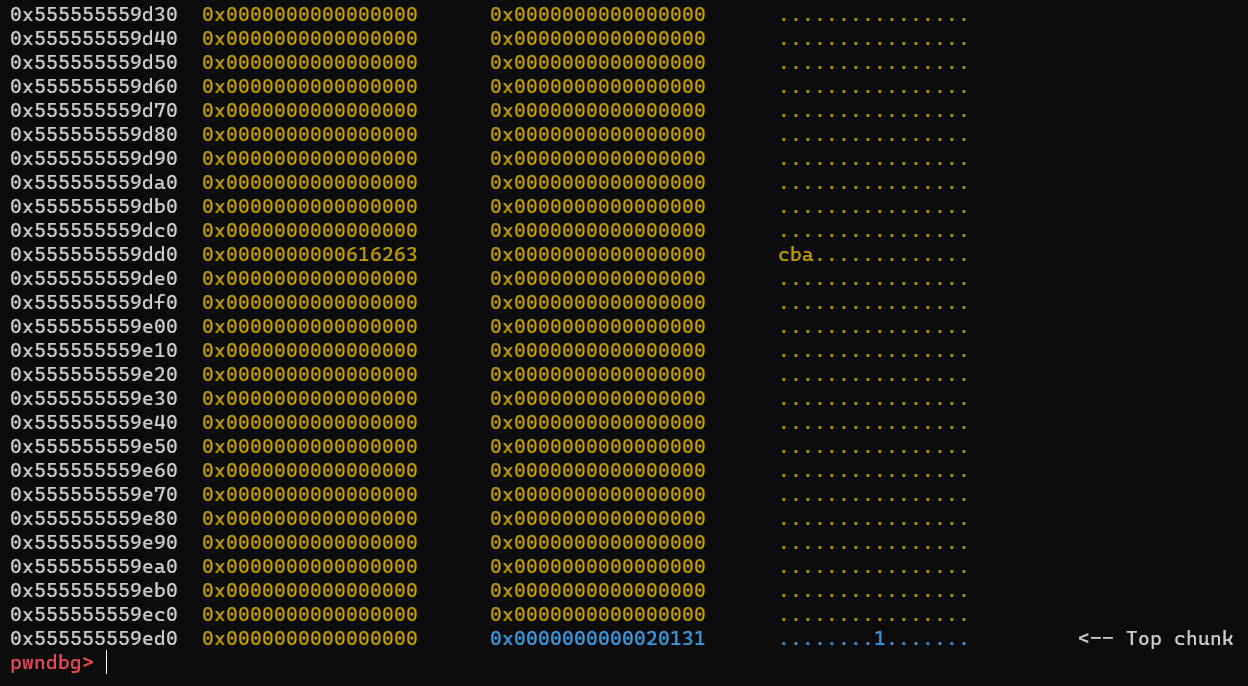 0x555555559d30  0x0000000000000000      0x0000000000000000      ................
0x555555559d40  0x0000000000000000      0x0000000000000000      ................
0x555555559d50  0x0000000000000000      0x0000000000000000      ................
0x555555559d60  0x0000000000000000      0x0000000000000000      ................
0x555555559d70  0x0000000000000000      0x0000000000000000      ................
0x555555559d80  0x0000000000000000      0x0000000000000000      ................
0x555555559d90  0x0000000000000000      0x0000000000000000      ................
0x555555559da0  0x0000000000000000      0x0000000000000000      ................
0x555555559db0  0x0000000000000000      0x0000000000000000      ................
0x555555559dc0  0x0000000000000000      0x0000000000000000      ................
0x555555559dd0  0x0000000000616263      0x0000000000000000      cba.............
0x555555559de0  0x0000000000000000      0x0000000000000000      ................
0x555555559df0  0x0000000000000000      0x0000000000000000      ................
0x555555559e00  0x0000000000000000      0x0000000000000000      ................
0x555555559e10  0x0000000000000000      0x0000000000000000      ................
0x555555559e20  0x0000000000000000      0x0000000000000000      ................
0x555555559e30  0x0000000000000000      0x0000000000000000      ................
0x555555559e40  0x0000000000000000      0x0000000000000000      ................
0x555555559e50  0x0000000000000000      0x0000000000000000      ................
0x555555559e60  0x0000000000000000      0x0000000000000000      ................
0x555555559e70  0x0000000000000000      0x0000000000000000      ................
0x555555559e80  0x0000000000000000      0x0000000000000000      ................
0x555555559e90  0x0000000000000000      0x0000000000000000      ................
0x555555559ea0  0x0000000000000000      0x0000000000000000      ................
0x555555559eb0  0x0000000000000000      0x0000000000000000      ................
0x555555559ec0  0x0000000000000000      0x0000000000000000      ................
0x555555559ed0  0x0000000000000000      0x0000000000020131      ........1.......         <-- Top chunk
pwndbg>